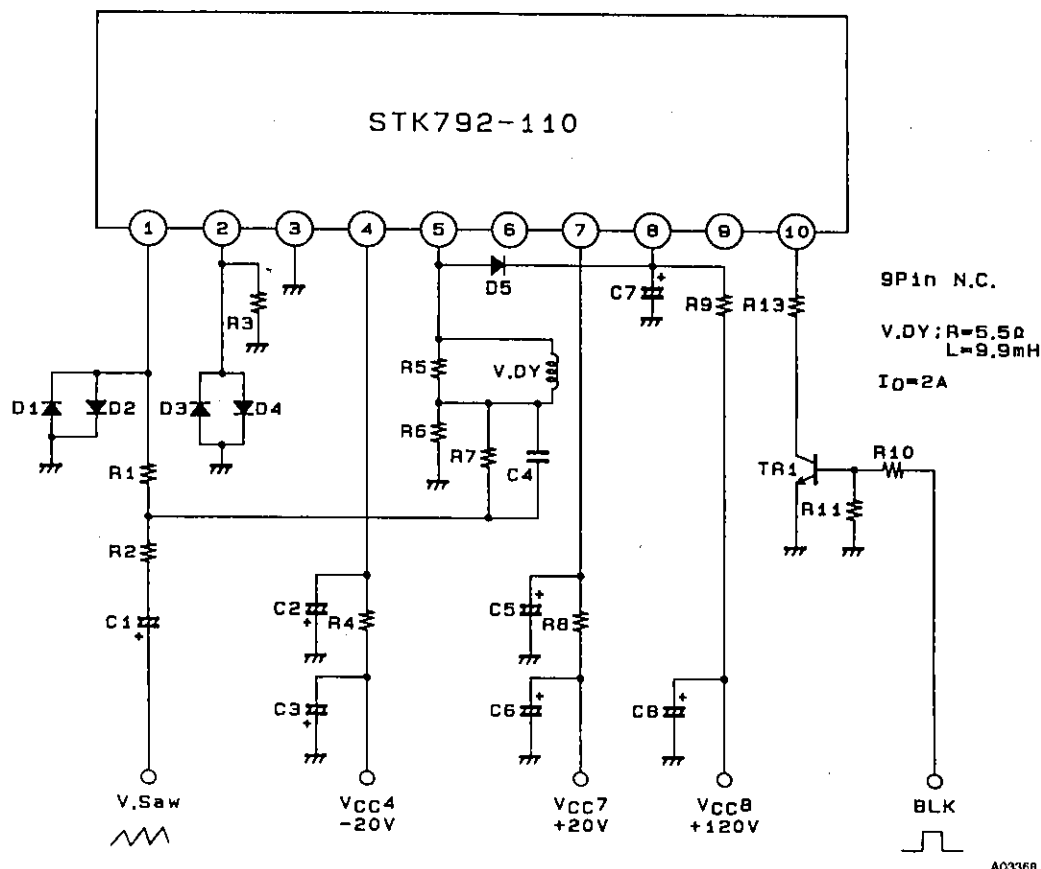 STK792-110
1 2 3 4 5 6 7 8 9 10
D5
C7
R9
R13
9Pin N.C.
V.DY;R=5.5Ω
L=9.9mH
IO=2A
R3
R5
V.DY
D1
D2
D3
D4
R6
R7
C4
R1
TR1
R10
R11
R2
C1
C2
R4
C5
R8
C3
C6
C8
V.Saw
VCC4
-20V
VCC7
+20V
VCC8
+120V
BLK
A03368